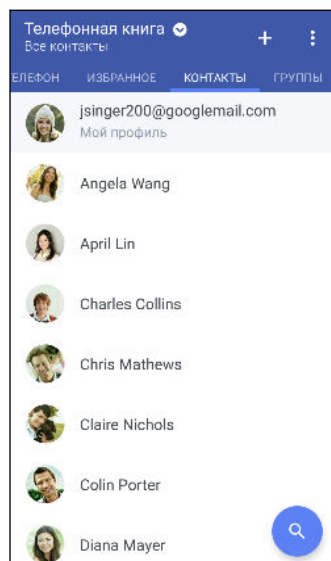 Телефонная книга
Все контакты
ЕЛЕФОН ИЗБРАННОЕ КОНТАКТЫ ГРУППЫ
jsinger200@googlemail.com
Мой профиль
Angela Wang
April Lin
Charles Collins
Chris Mathews
Claire Nichols
Colin Porter
Diana Mayer